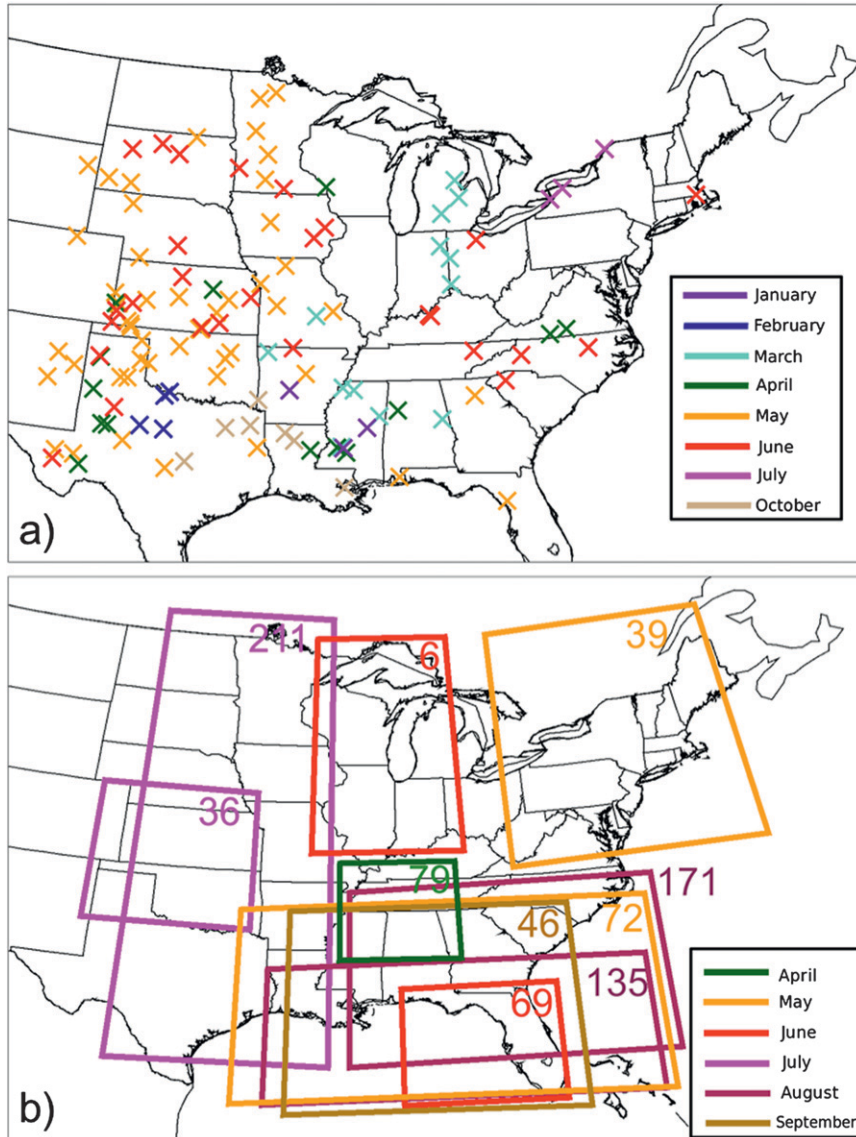 January
February
March
April
May
June
July
October
a)
211
6
39
36
79
171
46
72
135
69
April
May
June
July
August
September
b)